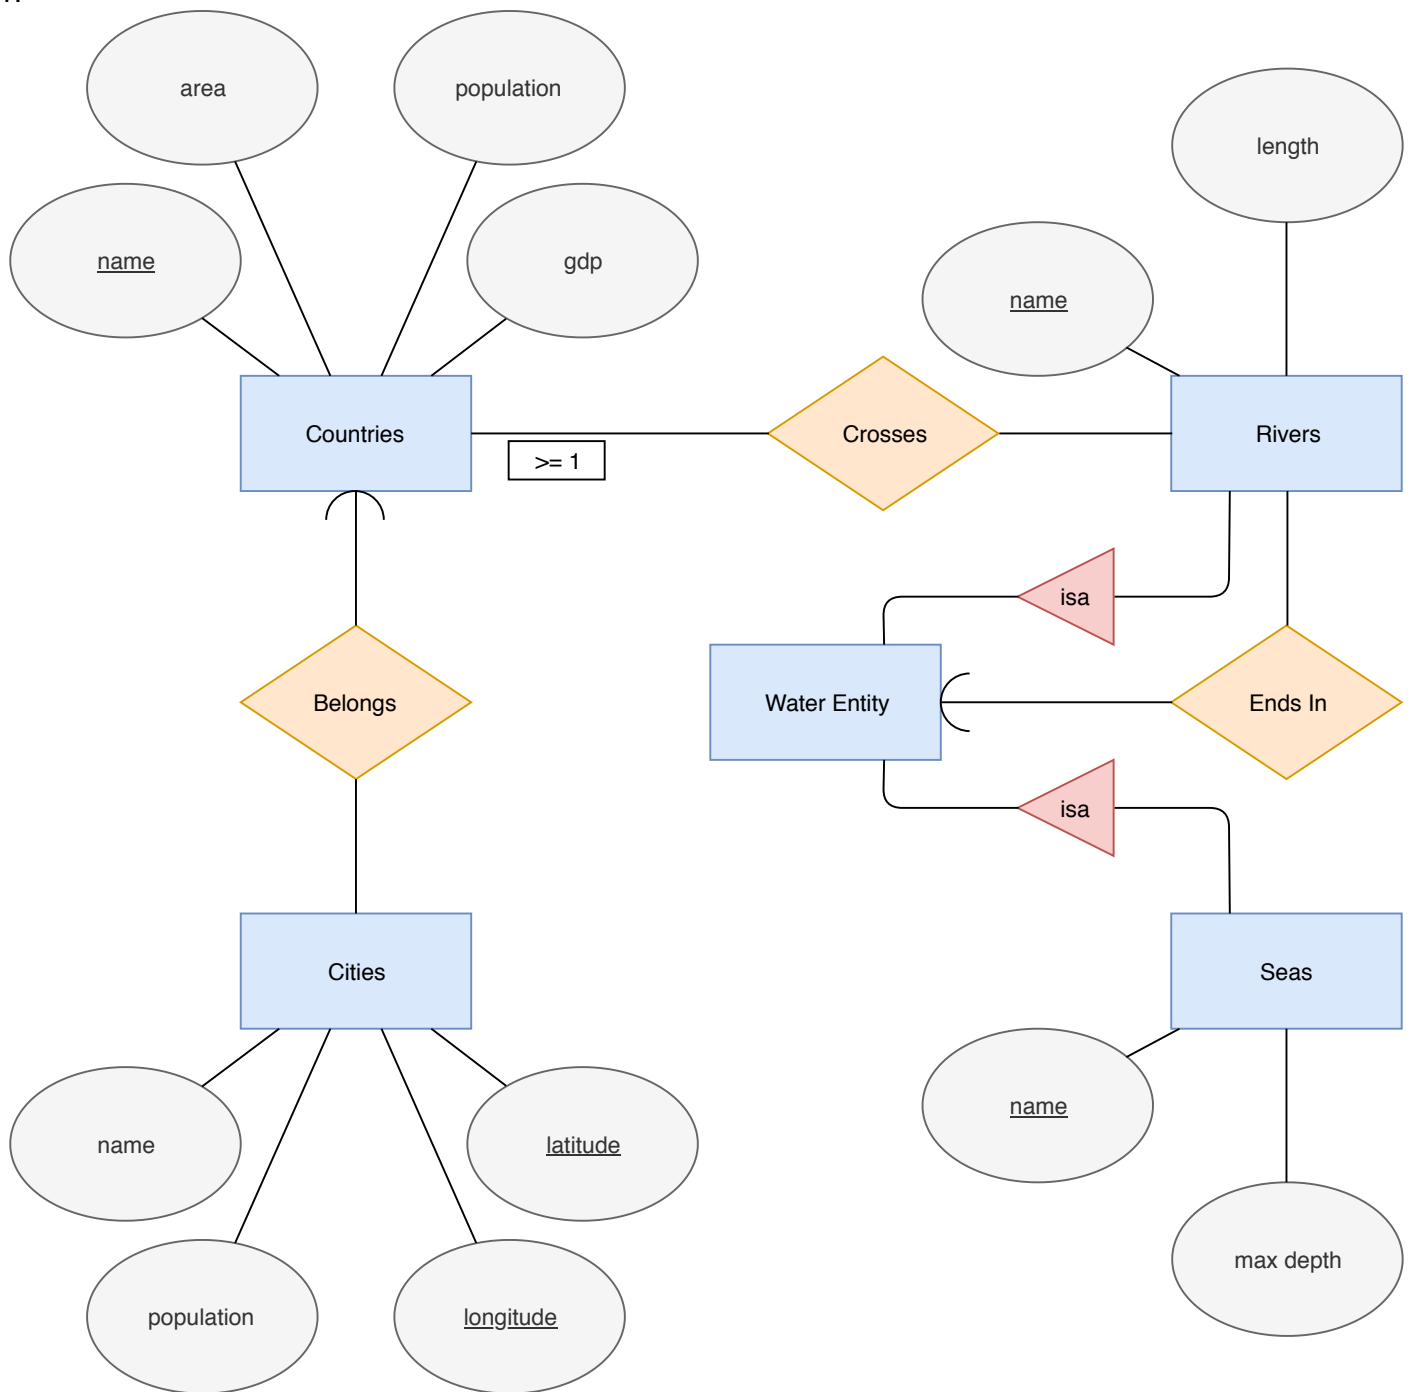 area
population
length
name
gdp
name
Countries
Crosses
Rivers
>= 1
isa
Belongs
Water Entity
Ends In
isa
Cities
Seas
name
name
latitude
max depth
population
longitude